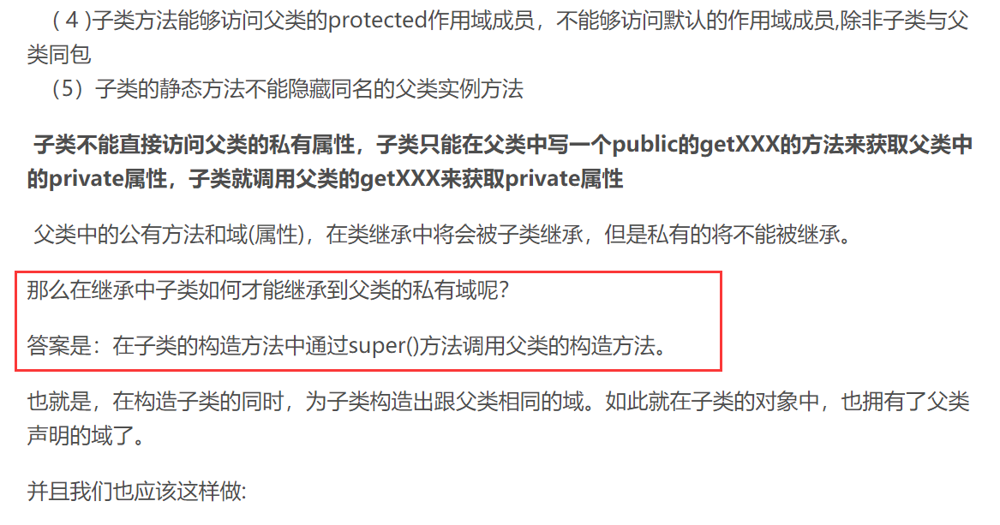 ( 4 )子类方法能够访问父类的protected作用域成员，不能够访问默认的作用域成员,除非子类与父
类同包
（5）子类的静态方法不能隐藏同名的父类实例方法
子类不能直接访问父类的私有属性，子类只能在父类中写一个public的getXXX的方法来获取父类中
的private属性，子类就调用父类的getXXX来获取private属性
父类中的公有方法和域(属性)，在类继承中将会被子类继承，但是私有的将不能被继承。
那么在继承中子类如何才能继承到父类的私有域呢？
答案是：在子类的构造方法中通过super()方法调用父类的构造方法。
也就是，在构造子类的同时，为子类构造出跟父类相同的域。如此就在子类的对象中，也拥有了父类
声明的域了。
并且我们也应该这样做: